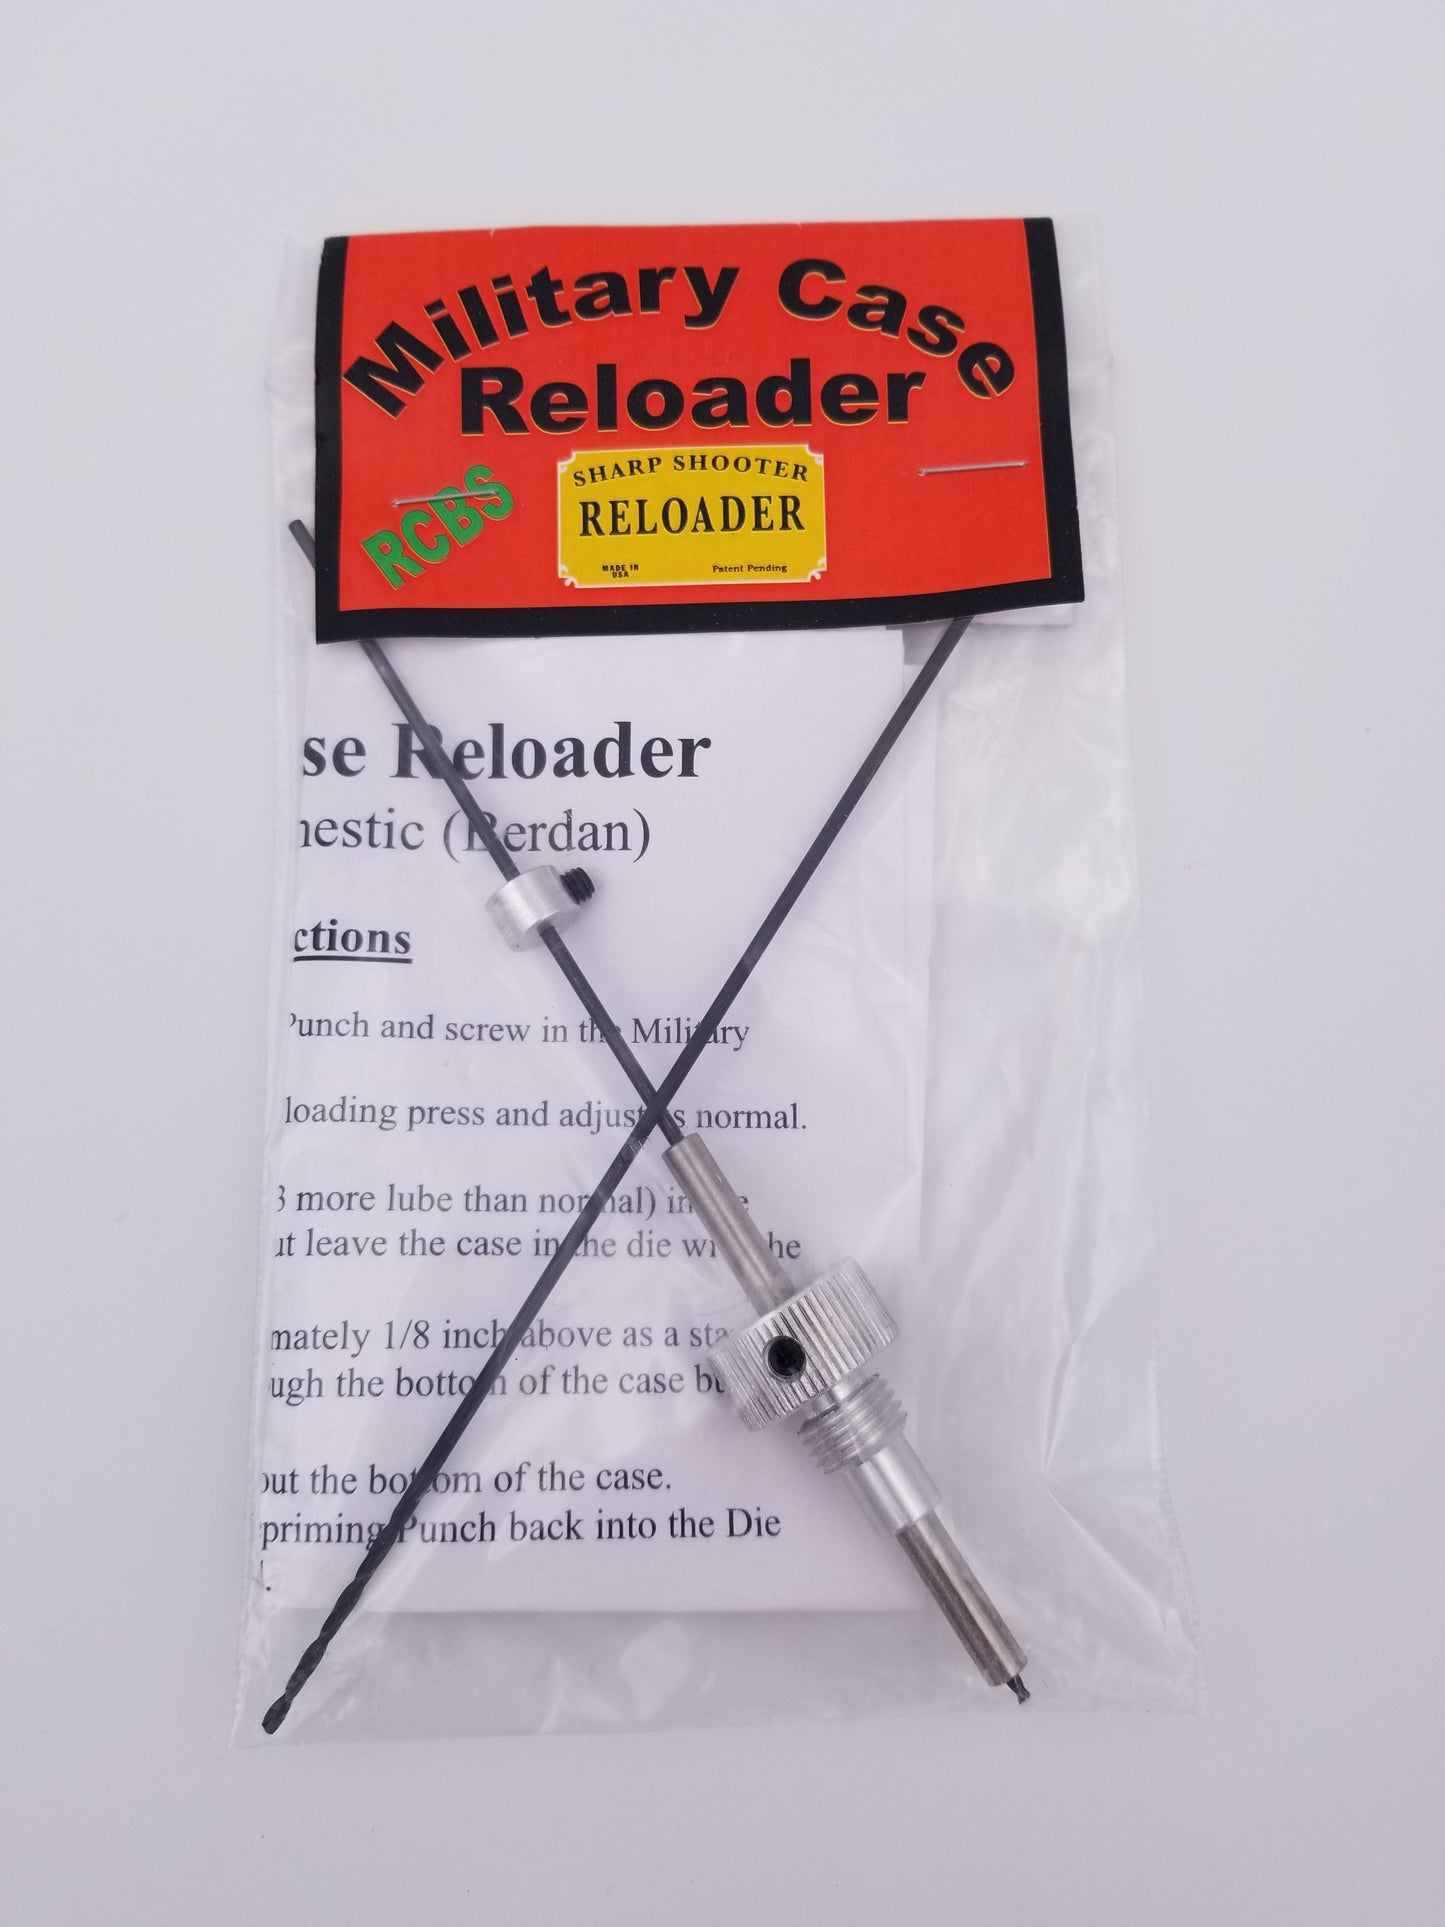 Military Case
Reloader
RCBS
SHARP SHOOTER
RELOADER
MADE IN
USA
Patent Pending
se Reloader
nestic (Berdan)
ctions
Punch and screw in the Military
loading press and adjust as normal.
3 more lube than normal) in the
ut leave the case in the die with the
mately 1/8 inch above as a sta
ugh the bottom of the case bu
out the bottom of the case.
priming Punch back into the Die